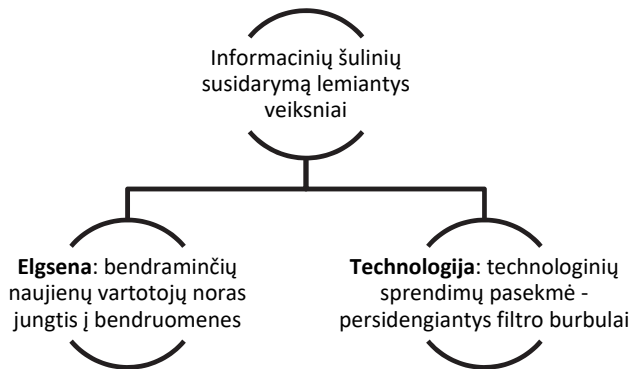 Informacinių šulinių
susidarymą lemiantys
veiksniai
Elgsena: bendraminčių
naujienų vartotojų noras
jungtis į bendruomenes
Technologija: technologinių
sprendimų pasekmė -
persidengiantys filtro burbulai